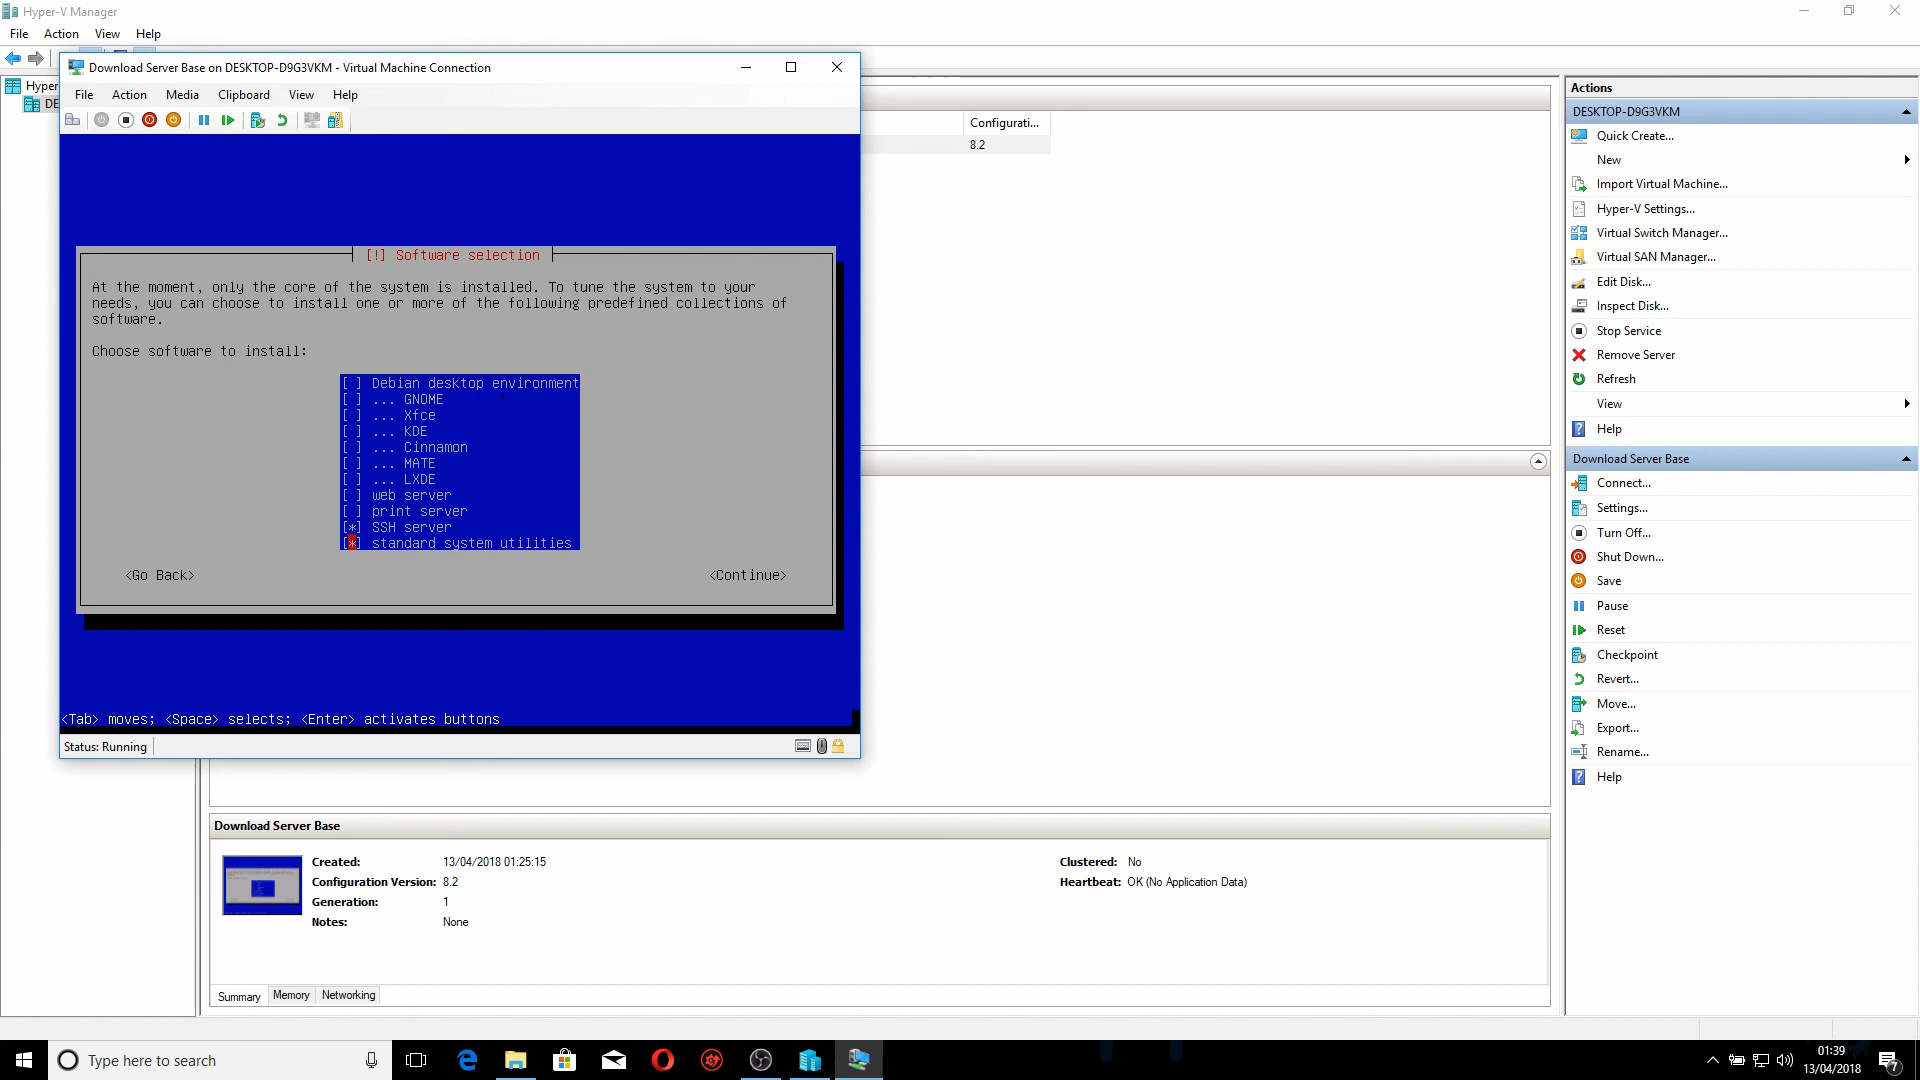 Hyper-V Manager
File Action View Help
Hyper
DE
Download Server Base on DESKTOP-D9G3VKM - Virtual Machine Connection
File Action Media Clipboard View Help
[!] Software selection
At the moment, only the core of the system is installed. To tune the system to your
needs, you can choose to install one or more of the following predefined collections of
software.
Choose software to install:
[ ] Debian desktop environment
[ ] ... GNOME
[ ] ... Xfce
[ ] ... KDE
[ ] ... Cinnamon
[ ] ... MATE
[ ] ... LXDE
[ ] web server
[ ] print server
[*] SSH server
[*] standard system utilities
<Go Back> <Continue>
<Tab> moves; <Space> selects; <Enter> activates buttons
Status: Running
Configurati...
8.2
Download Server Base
Created: 13/04/2018 01:25:15
Configuration Version: 8.2
Generation: 1
Notes: None
Clustered: No
Heartbeat: OK (No Application Data)
Summary Memory Networking
Actions
DESKTOP-D9G3VKM
Quick Create...
New
Import Virtual Machine...
Hyper-V Settings...
Virtual Switch Manager...
Virtual SAN Manager...
Edit Disk...
Inspect Disk...
Stop Service
Remove Server
Refresh
View
Help
Download Server Base
Connect...
Settings...
Turn Off...
Shut Down...
Save
Pause
Reset
Checkpoint
Revert...
Move...
Export...
Rename...
Help
Type here to search
01:39
13/04/2018
7